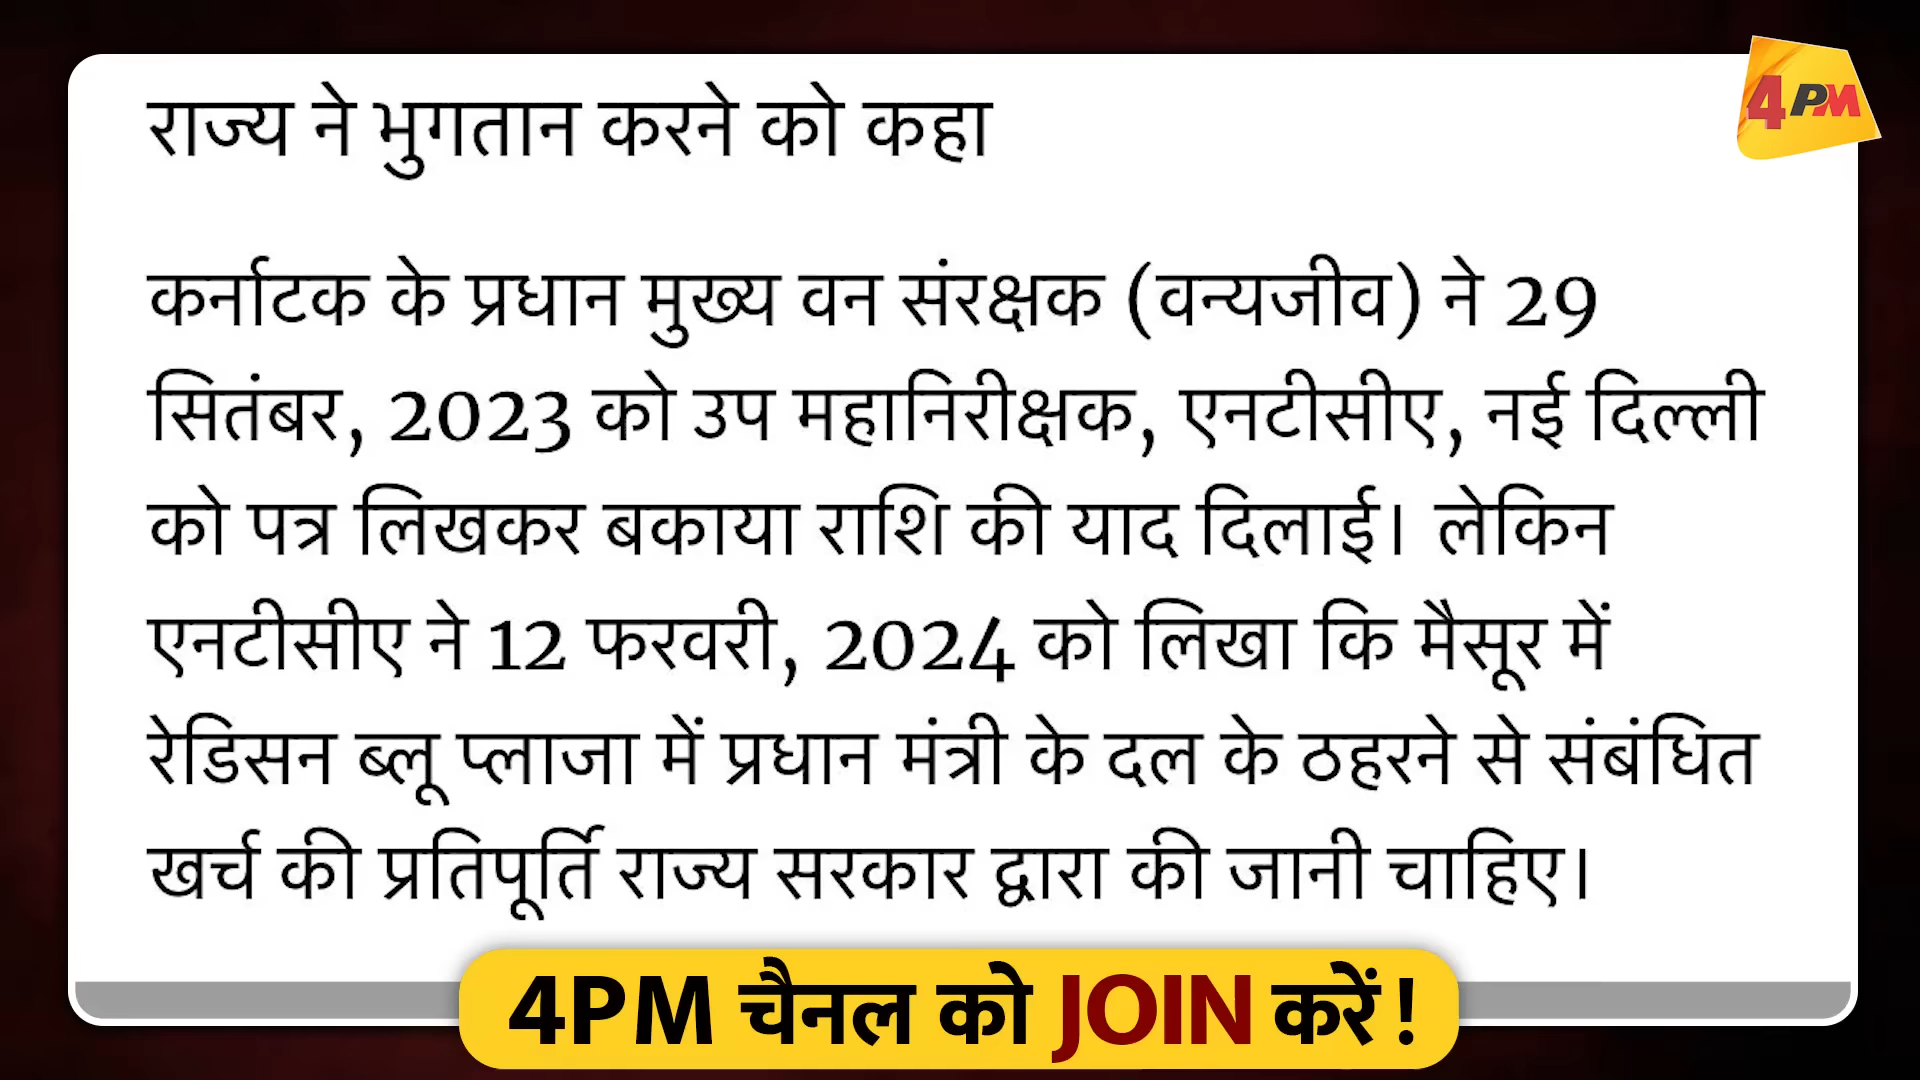 4PM
राज्य ने भुगतान करने को कहा
कर्नाटक के प्रधान मुख्य वन संरक्षक (वन्यजीव) ने 29
सितंबर, 2023 को उप महानिरीक्षक, एनटीसीए, नई दिल्ली
को पत्र लिखकर बकाया राशि की याद दिलाई। लेकिन
एनटीसीए ने 12 फरवरी, 2024 को लिखा कि मैसूर में
रेडिसन ब्लू प्लाजा में प्रधान मंत्री के दल के ठहरने से संबंधित
खर्च की प्रतिपूर्ति राज्य सरकार द्वारा की जानी चाहिए।
4PM चैनल को JOIN करें!